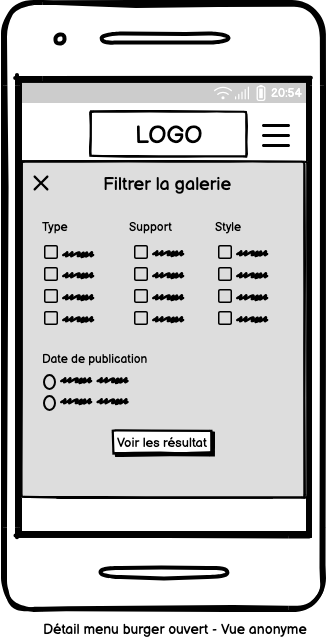 20:54
LOGO
Filtrer la galerie
Type Support Style
Date de publication
Voir les résultat
Détail menu burger ouvert - Vue anonyme